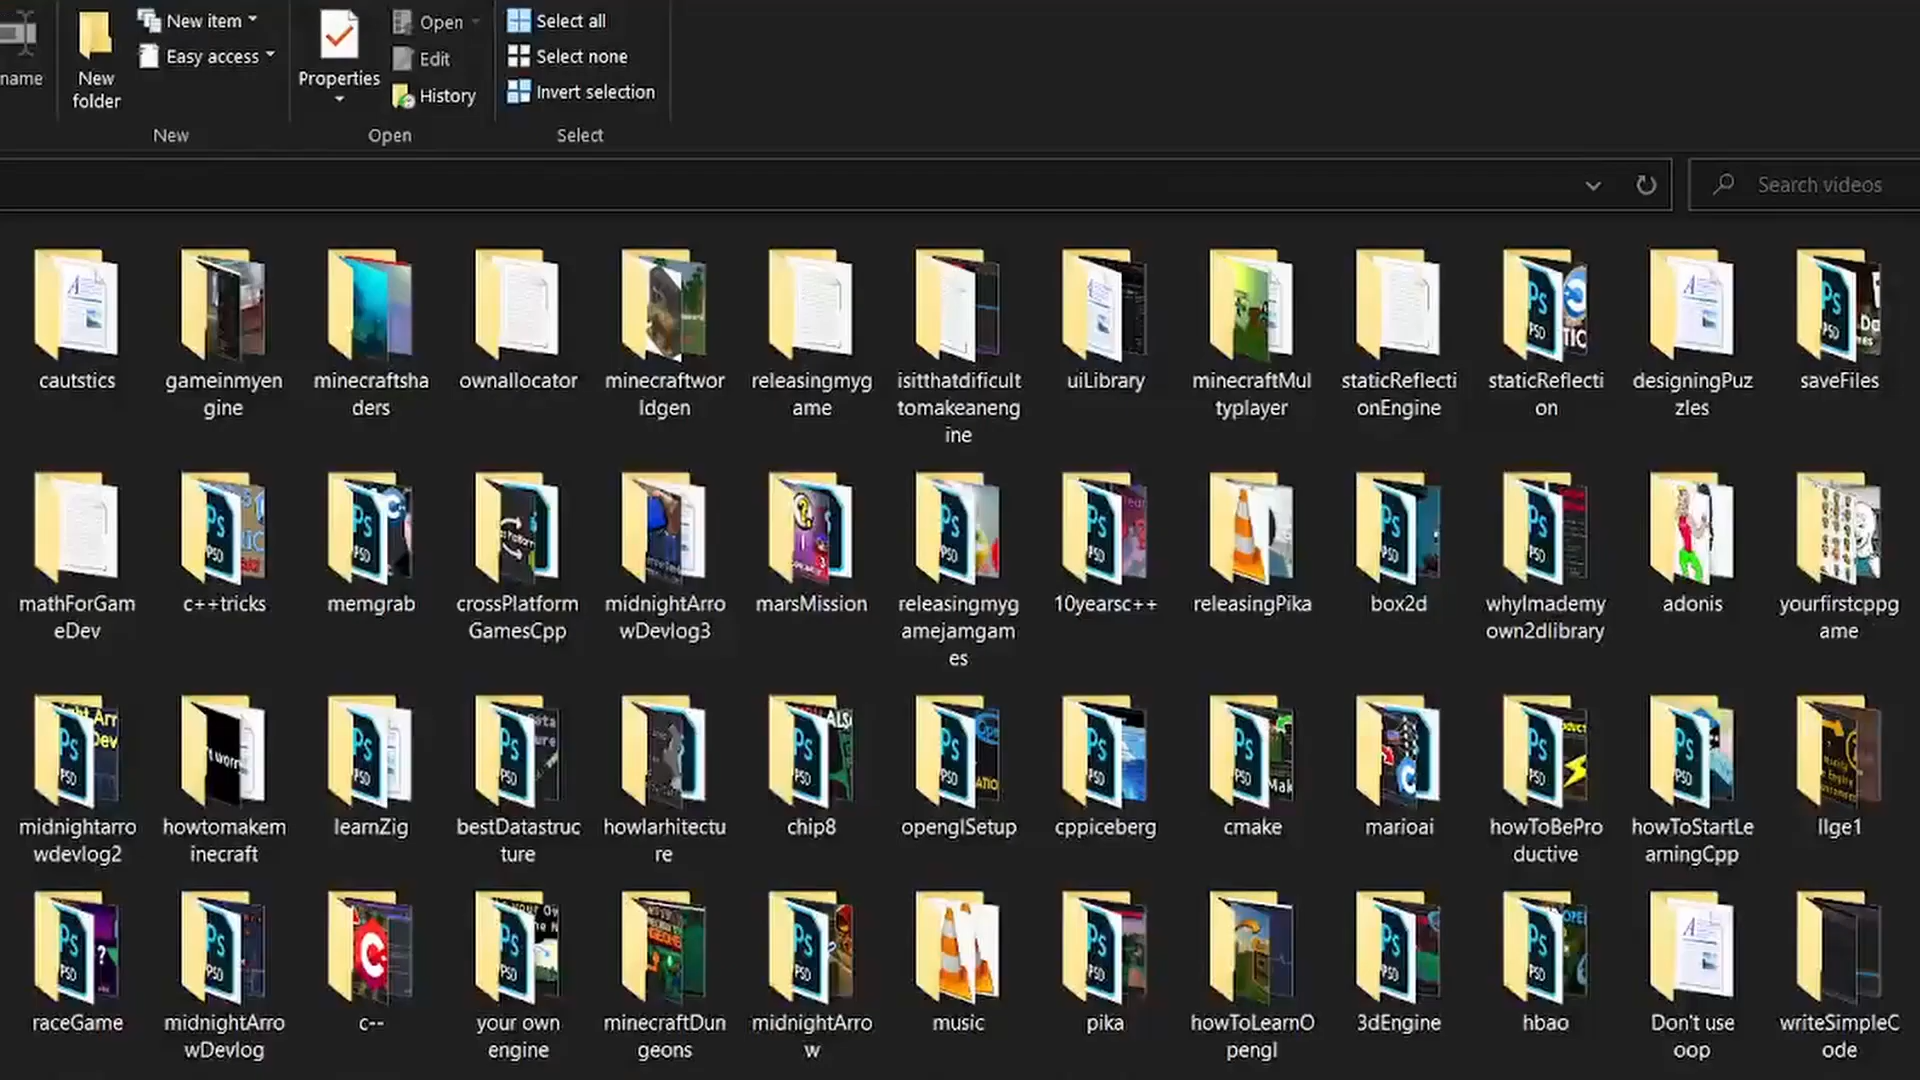 New item
Easy access
name
New
folder
New
Properties
Open
Edit
History
Open
Select all
Select none
Invert selection
Select
Search videos
cautstics
gameinmyen
gine
minecraftsha
ders
ownallocator
minecraftwor
ldgen
releasingmyg
ame
isitthatdificult
tomakeaneng
ine
uiLibrary
minecraftMul
typlayer
staticReflecti
onEngine
staticReflecti
on
designingPuz
zles
saveFiles
mathForGam
eDev
c++tricks
memgrab
crossPlatform
GamesCpp
midnightArro
wDevlog3
marsMission
releasingmyg
amejamgam
es
10yearsc++
releasingPika
box2d
whyImademy
own2dlibrary
adonis
yourfirstcppg
ame
midnightarro
wdevlog2
howtomakem
inecraft
learnZig
bestDatastruc
ture
howIarhitectu
re
chip8
openglSetup
cppiceberg
cmake
marioai
howToBePro
ductive
howToStartLe
arningCpp
llge1
raceGame
midnightArro
wDevlog
c--
your own
engine
minecraftDun
geons
midnightArro
w
music
pika
howToLearnO
pengl
3dEngine
hbao
Don't use
oop
writeSimpleC
ode